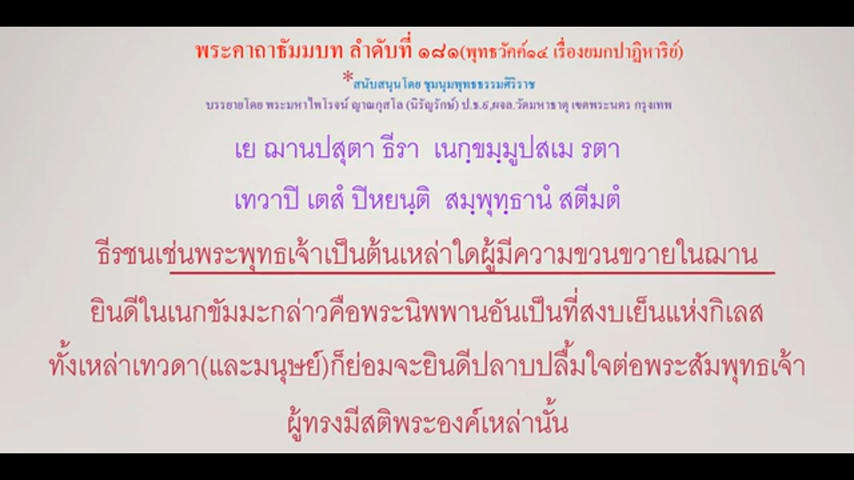 พระคาถาธัมมบท ลำดับที่ ๑๘๑(พุทธวัคค์๑๔ เรื่องยมกปาฏิหาริย์)
*สนับสนุนโดย ชุมนุมพุทธธรรมศิริราช
บรรยายโดย พระมหาไพโรจน์ ญาณกุสโล (นิรัญรักษ์) ป.ธ.๕,ผจล.วัดมหาธาตุ เขตพระนคร กรุงเทพ
เย ฌานปสุตา ธีรา เนกฺขมฺมูปสเม รตา
เทวาปิ เตสํ ปิหยนฺติ สมฺพุทฺธานํ สตีมตํ
ธีรชนเช่นพระพุทธเจ้าเป็นต้นเหล่าใดผู้มีความขวนขวายในฌาน
ยินดีในเนกขัมมะกล่าวคือพระนิพพานอันเป็นที่สงบเย็นแห่งกิเลส
ทั้งเหล่าเทวดา(และมนุษย์)ก็ย่อมจะยินดีปลาบปลื้มใจต่อพระสัมพุทธเจ้า
ผู้ทรงมีสติพระองค์เหล่านั้น